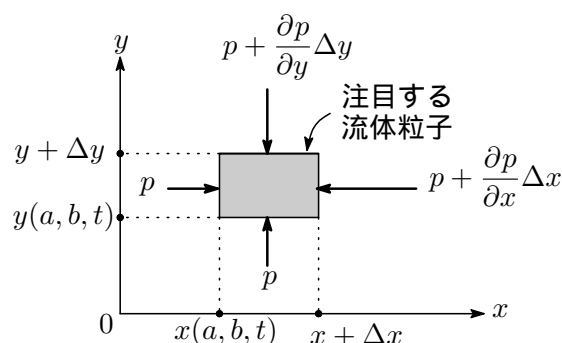 y
p + ∂p/∂y Δy
注目する
流体粒子
y + Δy
p
p + ∂p/∂x Δx
y(a, b, t)
p
0
x(a, b, t)
x + Δx
x